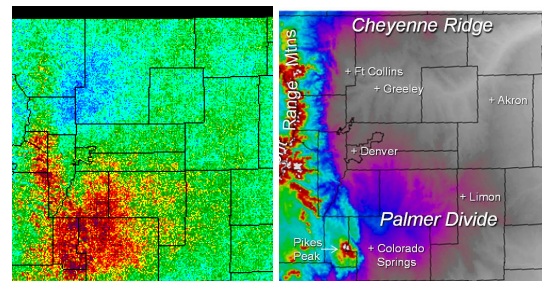 Cheyenne Ridge
Mtns
Range
+ Ft Collins
+ Greeley
+ Akron
+ Denver
+ Limon
Palmer Divide
Pikes
Peak
+ Colorado
Springs